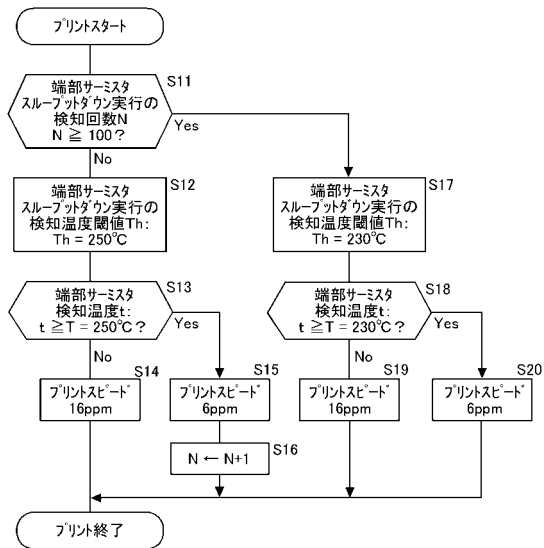 プリントスタート
S11
端部サーミスタ
スループットダウン実行の
検知回数N
N ≧ 100?
Yes
No
S12
端部サーミスタ
スループットダウン実行の
検知温度閾値Th:
Th = 250℃
S17
端部サーミスタ
スループットダウン実行の
検知温度閾値Th:
Th = 230℃
S13
端部サーミスタ
検知温度t:
t ≧T = 250℃?
Yes
No
S18
端部サーミスタ
検知温度t:
t ≧T = 230℃?
Yes
No
S14
プリントスピード
16ppm
S15
プリントスピード
6ppm
S19
プリントスピード
16ppm
S20
プリントスピード
6ppm
S16
N ← N+1
プリント終了